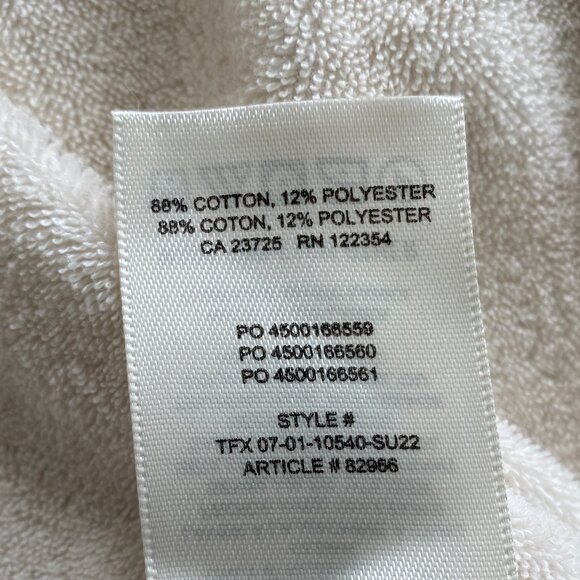 88% COTTON, 12% POLYESTER
88% COTON, 12% POLYESTER
CA 23725 RN 122354
PO 4500166559
PO 4500166560
PO 4500166561
STYLE #
TFX 07-01-10540-SU22
ARTICLE # 82966